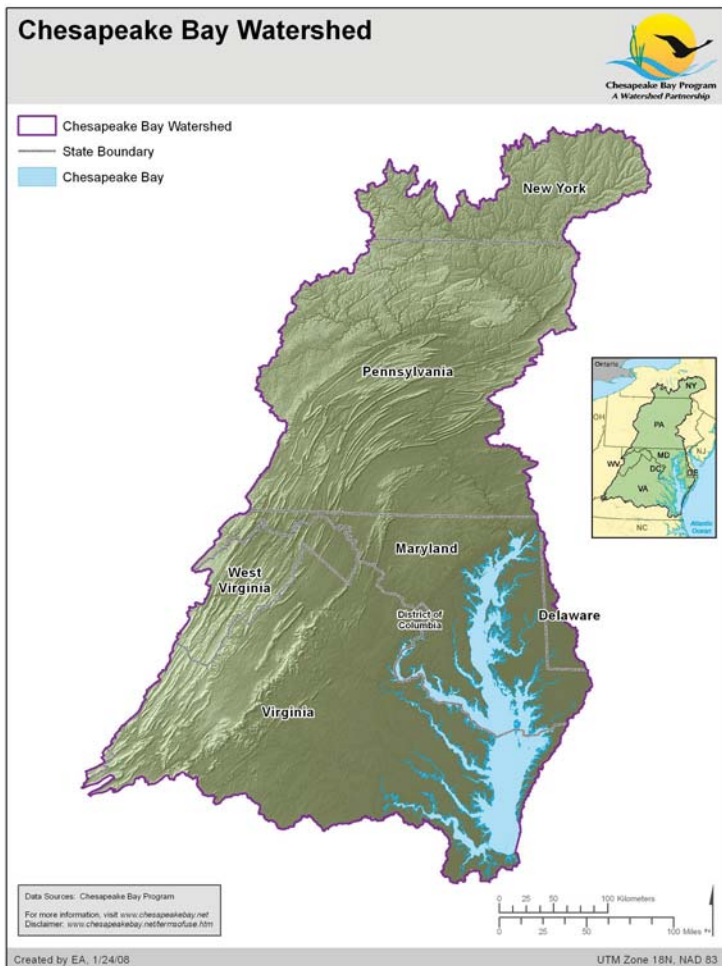 Chesapeake Bay Watershed
Chesapeake Bay Program
A Watershed Partnership
Chesapeake Bay Watershed
State Boundary
Chesapeake Bay
New York
Pennsylvania
Maryland
West
Virginia
District of
Columbia
Delaware
Virginia
Ontario
NY
OH
PA
NJ
MD
WV
DC
DE
VA
Atlantic
Ocean
NC
Data Sources: Chesapeake Bay Program
For more information, visit www.chesapeakebay.net
Disclaimer: www.chesapeakebay.net/termsofuse.htm
0 25 50 100 Kilometers
0 25 50 100 Miles
Created by EA, 1/24/08
UTM Zone 18N, NAD 83